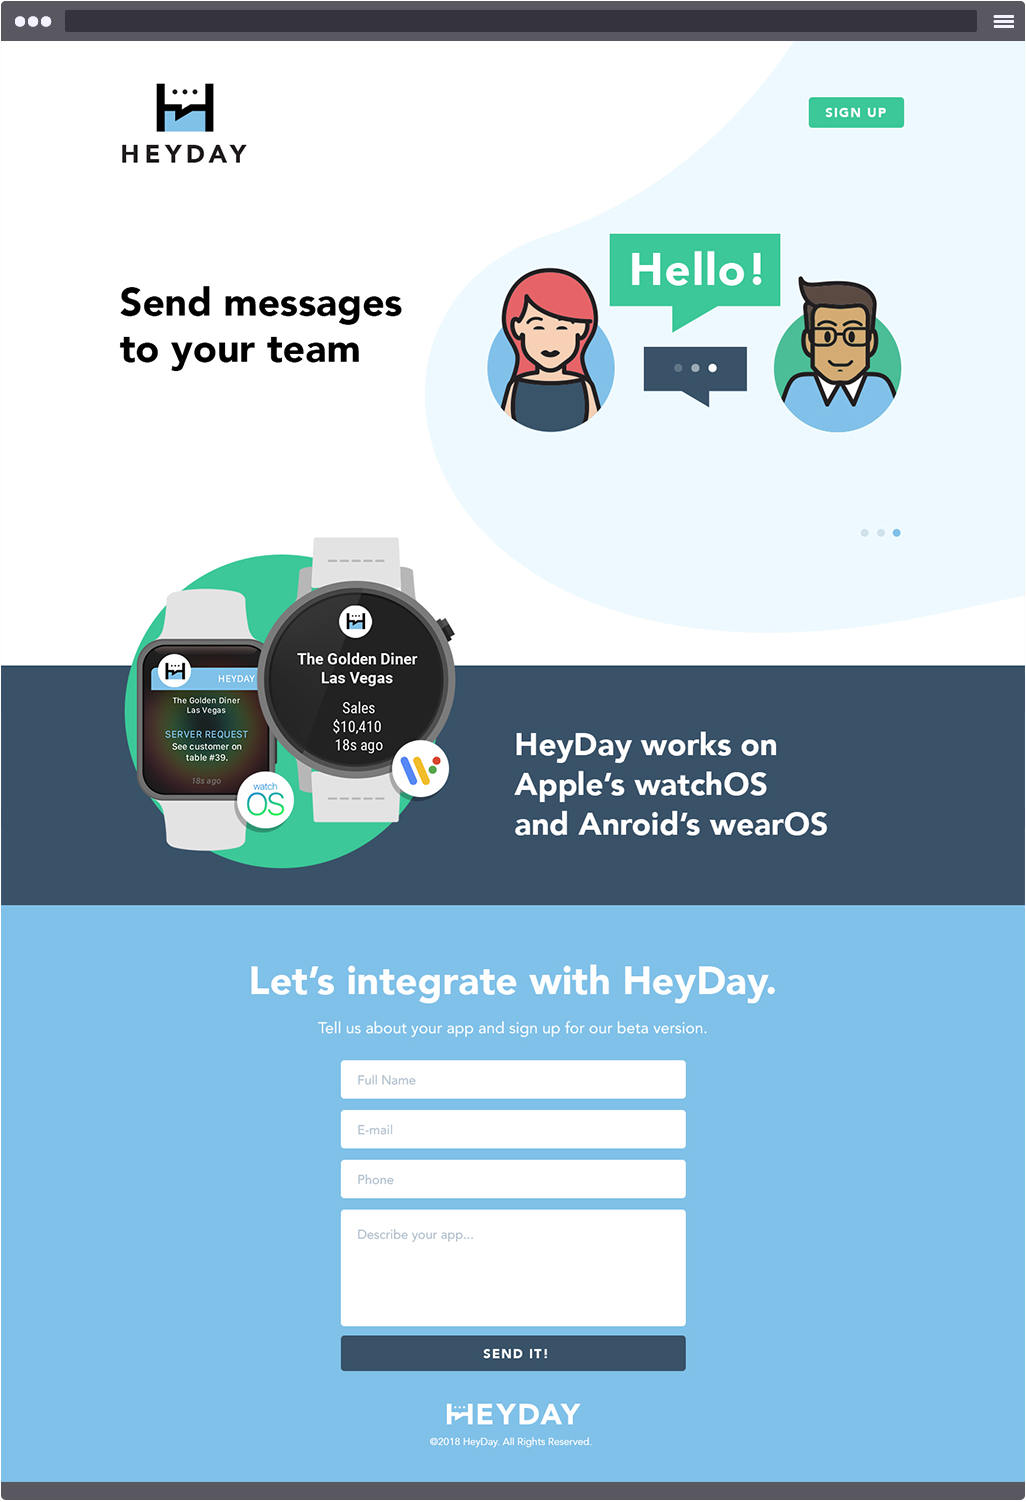 HEYDAY
SIGN UP
Hello!
Send messages
to your team
The Golden Diner
Las Vegas
Sales
$10,410
18s ago
HEYDAY
The Golden Diner
Las Vegas
SERVER REQUEST
See customer on
table #39.
18s ago
watch
OS
HeyDay works on
Apple’s watchOS
and Anroid’s wearOS
Let’s integrate with HeyDay.
Tell us about your app and sign up for our beta version.
Full Name
E-mail
Phone
Describe your app...
SEND IT!
HEYDAY
©2018 HeyDay. All Rights Reserved.